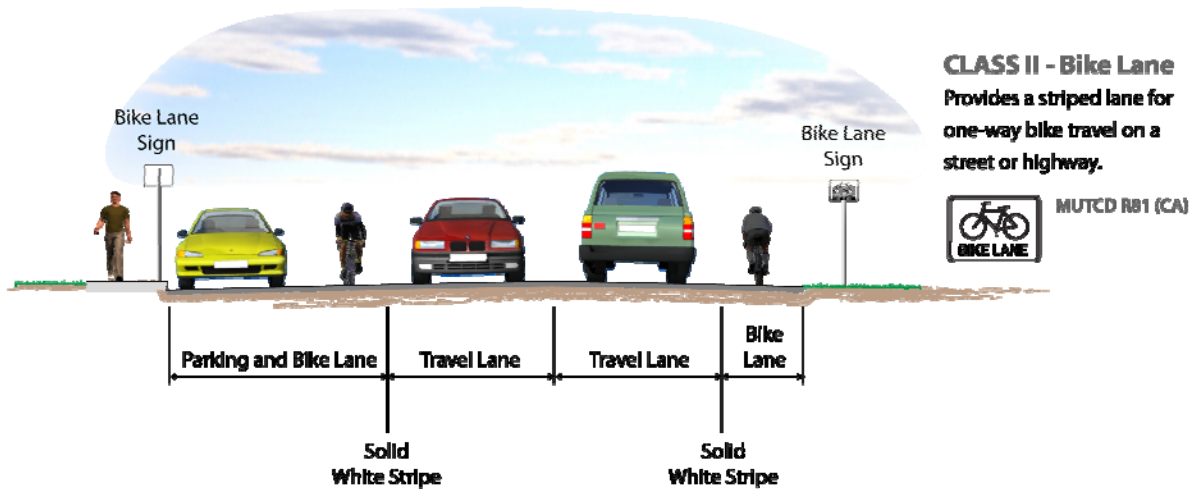 CLASS II - Bike Lane
Provides a striped lane for
one-way bike travel on a
street or highway.
MUTCD R81 (CA)
BIKE LANE
Bike Lane
Sign
Bike Lane
Sign
Parking and Bike Lane
Travel Lane
Travel Lane
Bike
Lane
Solid
White Stripe
Solid
White Stripe